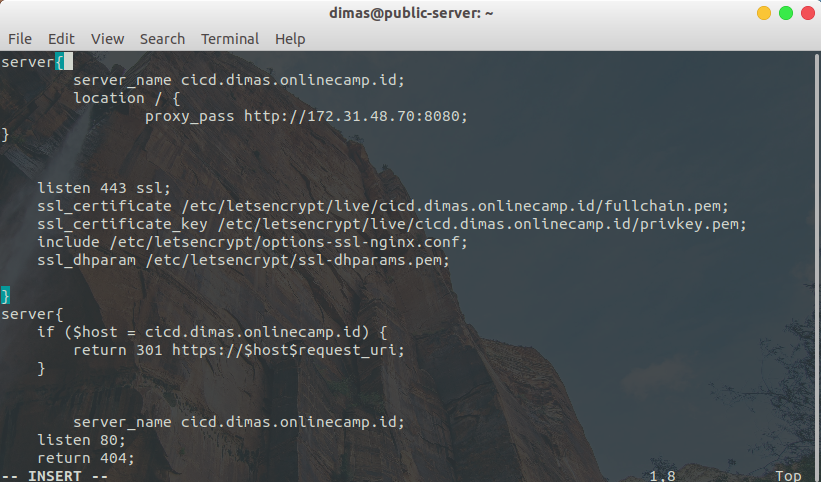 dimas@public-server: ~
File Edit View Search Terminal Help
server{
        server_name cicd.dimas.onlinecamp.id;
        location / {
                proxy_pass http://172.31.48.70:8080;
}
    listen 443 ssl;
    ssl_certificate /etc/letsencrypt/live/cicd.dimas.onlinecamp.id/fullchain.pem;
    ssl_certificate_key /etc/letsencrypt/live/cicd.dimas.onlinecamp.id/privkey.pem;
    include /etc/letsencrypt/options-ssl-nginx.conf;
    ssl_dhparam /etc/letsencrypt/ssl-dhparams.pem;
}
server{
    if ($host = cicd.dimas.onlinecamp.id) {
        return 301 https://$host$request_uri;
    }
        server_name cicd.dimas.onlinecamp.id;
    listen 80;
    return 404;
-- INSERT -- 1,8 Top